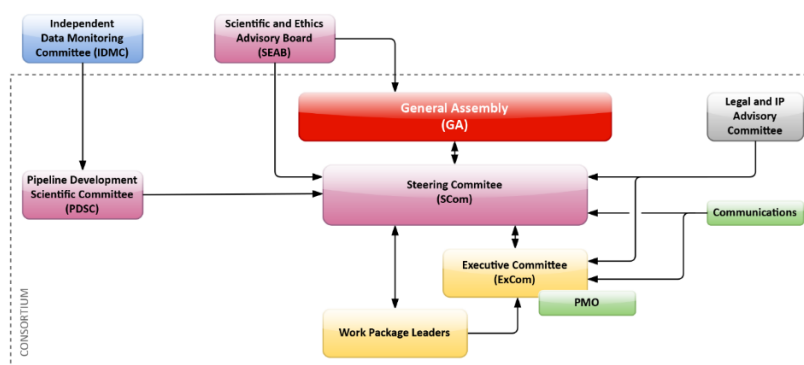 Independent
Data Monitoring
Committee (IDMC)
Scientific and Ethics
Advisory Board
(SEAB)
General Assembly
(GA)
Legal and IP
Advisory
Committee
Pipeline Development
Scientific Committee
(PDSC)
Steering Commitee
(SCom)
Communications
Executive Committee
(ExCom)
PMO
Work Package Leaders
CONSORTIUM